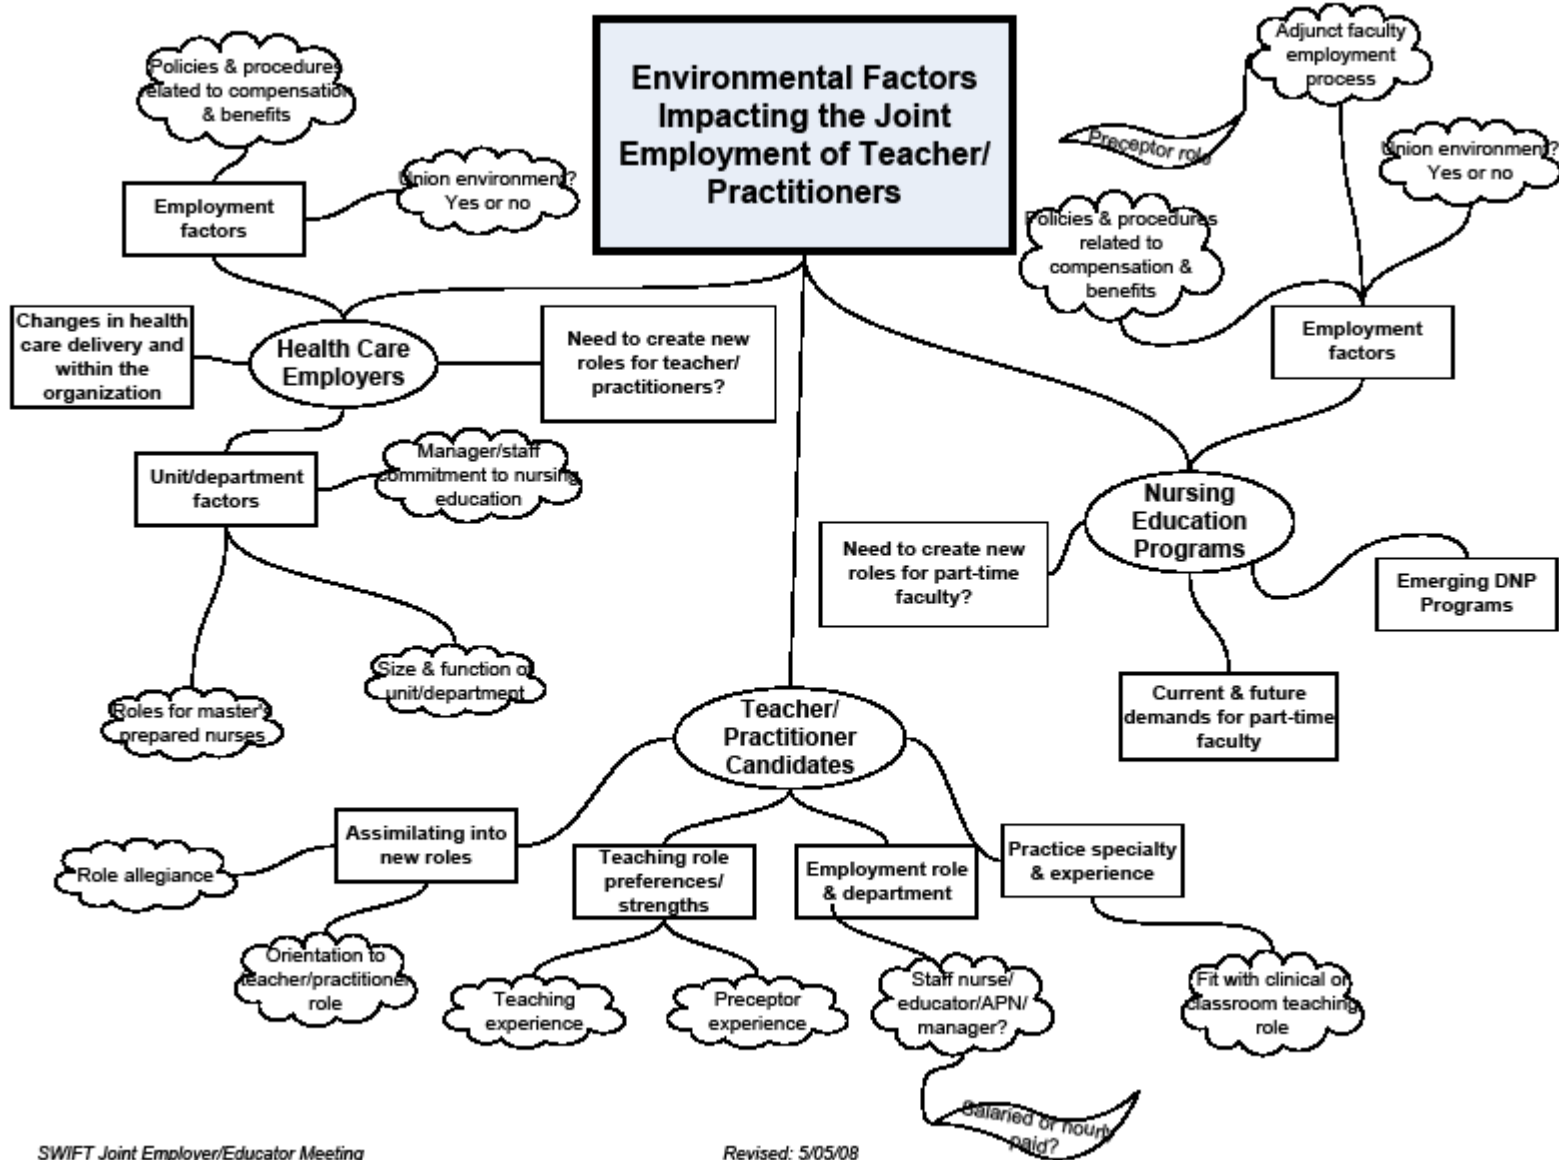 Environmental Factors
Impacting the Joint
Employment of Teacher/
Practitioners
Policies & procedures
related to compensation
& benefits
Union environment?
Yes or no
Employment
factors
Changes in health
care delivery and
within the
organization
Health Care
Employers
Need to create new
roles for teacher/
practitioners?
Unit/department
factors
Manager/staff
commitment to nursing
education
Size & function of
unit/department
Roles for master's
prepared nurses
Adjunct faculty
employment
process
Preceptor role
Union environment?
Yes or no
Policies & procedures
related to
compensation &
benefits
Employment
factors
Nursing
Education
Programs
Need to create new
roles for part-time
faculty?
Emerging DNP
Programs
Current & future
demands for part-time
faculty
Teacher/
Practitioner
Candidates
Assimilating into
new roles
Role allegiance
Orientation to
teacher/practitioner
role
Teaching role
preferences/
strengths
Teaching
experience
Preceptor
experience
Employment role
& department
Staff nurse/
educator/APN/
manager?
Salaried or hourly
paid?
Practice specialty
& experience
Fit with clinical or
classroom teaching
role
SWIFT Joint Employer/Educator Meeting
Revised: 5/05/08